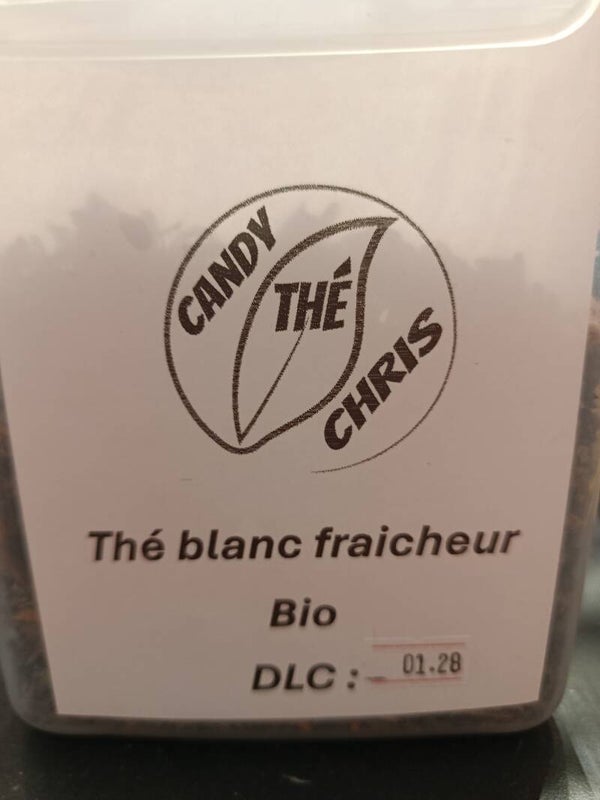 CANDY
THÉ
CHRIS
Thé blanc fraicheur
Bio
DLC : 01.28